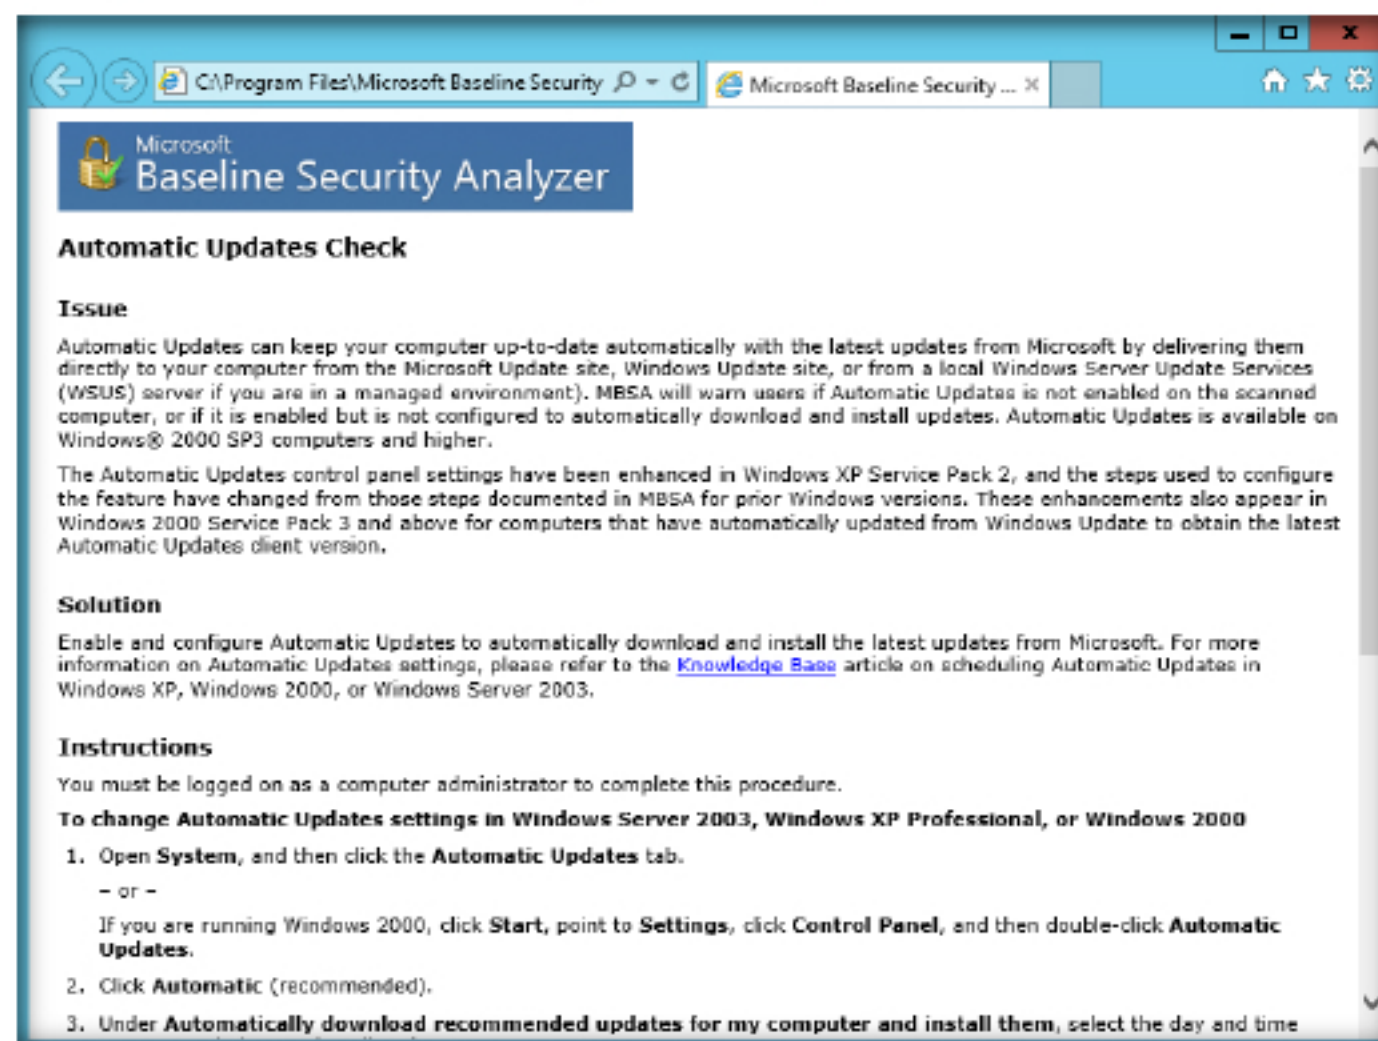 C:\Program Files\Microsoft Baseline Security
Microsoft Baseline Security ...
Microsoft
Baseline Security Analyzer
Automatic Updates Check
Issue
Automatic Updates can keep your computer up-to-date automatically with the latest updates from Microsoft by delivering them
directly to your computer from the Microsoft Update site, Windows Update site, or from a local Windows Server Update Services
(WSUS) server if you are in a managed environment). MBSA will warn users if Automatic Updates is not enabled on the scanned
computer, or if it is enabled but is not configured to automatically download and install updates. Automatic Updates is available on
Windows® 2000 SP3 computers and higher.
The Automatic Updates control panel settings have been enhanced in Windows XP Service Pack 2, and the steps used to configure
the feature have changed from those steps documented in MBSA for prior Windows versions. These enhancements also appear in
Windows 2000 Service Pack 3 and above for computers that have automatically updated from Windows Update to obtain the latest
Automatic Updates client version.
Solution
Enable and configure Automatic Updates to automatically download and install the latest updates from Microsoft. For more
information on Automatic Updates settings, please refer to the Knowledge Base article on scheduling Automatic Updates in
Windows XP, Windows 2000, or Windows Server 2003.
Instructions
You must be logged on as a computer administrator to complete this procedure.
To change Automatic Updates settings in Windows Server 2003, Windows XP Professional, or Windows 2000
1. Open System, and then click the Automatic Updates tab.
– or –
If you are running Windows 2000, click Start, point to Settings, click Control Panel, and then double-click Automatic
Updates.
2. Click Automatic (recommended).
3. Under Automatically download recommended updates for my computer and install them, select the day and time